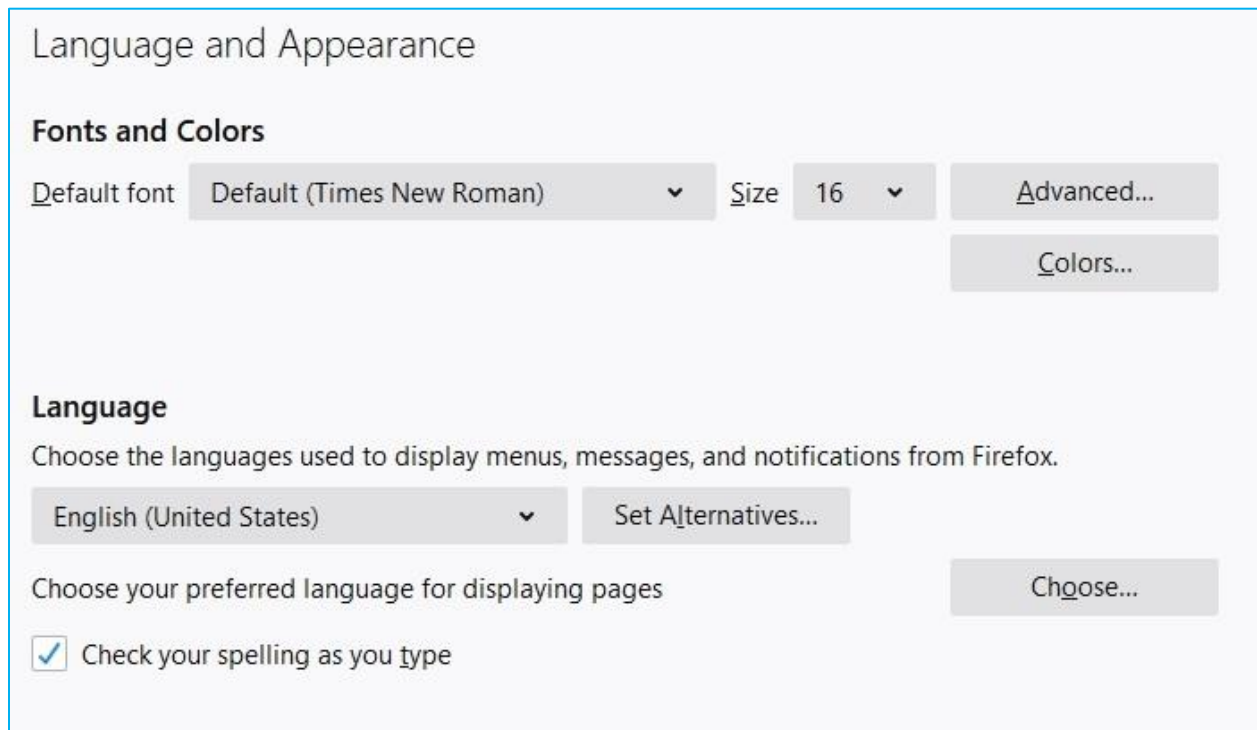 Language and Appearance
Fonts and Colors
Default font Default (Times New Roman) Size 16 Advanced...
Colors...
Language
Choose the languages used to display menus, messages, and notifications from Firefox.
English (United States) Set Alternatives...
Choose your preferred language for displaying pages Choose...
Check your spelling as you type